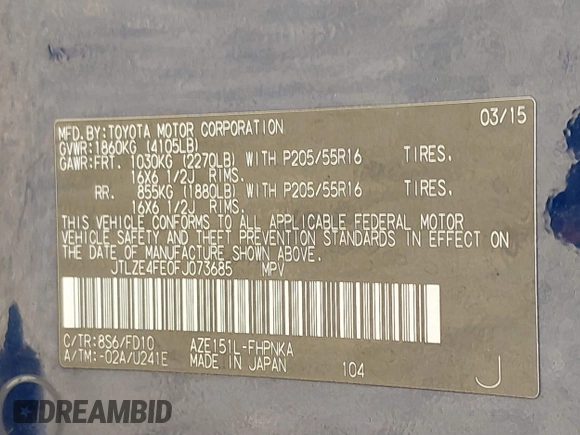 MFD.BY:TOYOTA MOTOR CORPORATION 03/15
GVWR:1860KG (4105LB)
GAWR:FRT. 1030KG (2270LB) WITH P205/55R16 TIRES.
16X6 1/2J RIMS.
RR. 855KG (1880LB) WITH P205/55R16 TIRES.
16X6 1/2J RIMS.
THIS VEHICLE CONFORMS TO ALL APPLICABLE FEDERAL MOTOR
VEHICLE SAFETY AND THEFT PREVENTION STANDARDS IN EFFECT ON
THE DATE OF MANUFACTURE SHOWN ABOVE.
JTLZE4FE0FJ073685 MPV
C/TR:8S6/FD10 AZE151L-FHPNKA
A/TM:-02A/U241E MADE IN JAPAN 104 J
DREAMBID